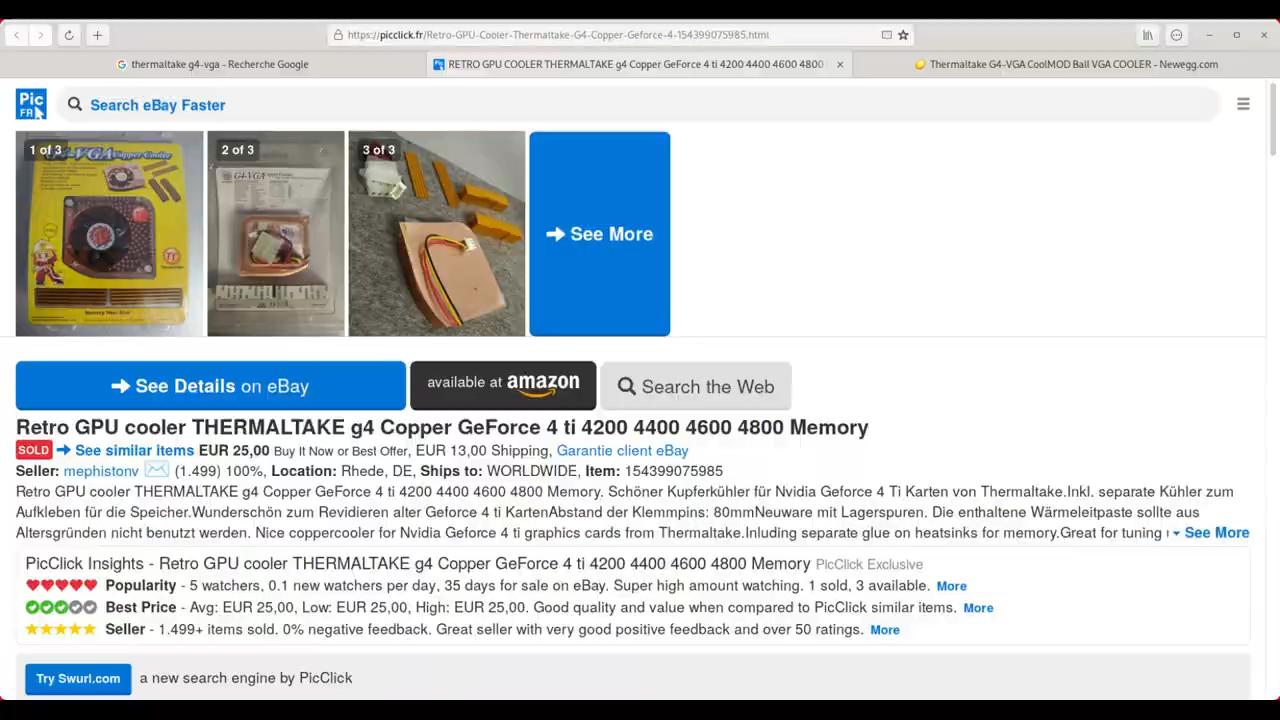 https://picclick.fr/Retro-GPU-Cooler-Thermaltake-G4-Copper-Geforce-4-154399075985.html
thermaltake g4-vga - Recherche Google
RETRO GPU COOLER THERMALTAKE g4 Copper GeForce 4 ti 4200 4400 4600 4800
Thermaltake G4-VGA CoolMOD Ball VGA COOLER - Newegg.com
Pic
FR
Search eBay Faster
1 of 3
2 of 3
3 of 3
G4-VGA Copper Cooler
G4-VGA
See More
See Details on eBay
available at amazon
Search the Web
Retro GPU cooler THERMALTAKE g4 Copper GeForce 4 ti 4200 4400 4600 4800 Memory
SOLD See similar items EUR 25,00 Buy It Now or Best Offer, EUR 13,00 Shipping, Garantie client eBay
Seller: mephistonv (1.499) 100%, Location: Rhede, DE, Ships to: WORLDWIDE, Item: 154399075985
Retro GPU cooler THERMALTAKE g4 Copper GeForce 4 ti 4200 4400 4600 4800 Memory. Schöner Kupferkühler für Nvidia Geforce 4 Ti Karten von Thermaltake.Inkl. separate Kühler zum
Aufkleben für die Speicher.Wunderschön zum Revidieren alter Geforce 4 ti KartenAbstand der Klemmpins: 80mmNeuware mit Lagerspuren. Die enthaltene Wärmeleitpaste sollte aus
Altersgründen nicht benutzt werden. Nice coppercooler for Nvidia Geforce 4 ti graphics cards from Thermaltake.Inluding separate glue on heatsinks for memory.Great for tuning See More
PicClick Insights - Retro GPU cooler THERMALTAKE g4 Copper GeForce 4 ti 4200 4400 4600 4800 Memory PicClick Exclusive
Popularity - 5 watchers, 0.1 new watchers per day, 35 days for sale on eBay. Super high amount watching. 1 sold, 3 available. More
Best Price - Avg: EUR 25,00, Low: EUR 25,00, High: EUR 25,00. Good quality and value when compared to PicClick similar items. More
Seller - 1.499+ items sold. 0% negative feedback. Great seller with very good positive feedback and over 50 ratings. More
Try Swurl.com a new search engine by PicClick